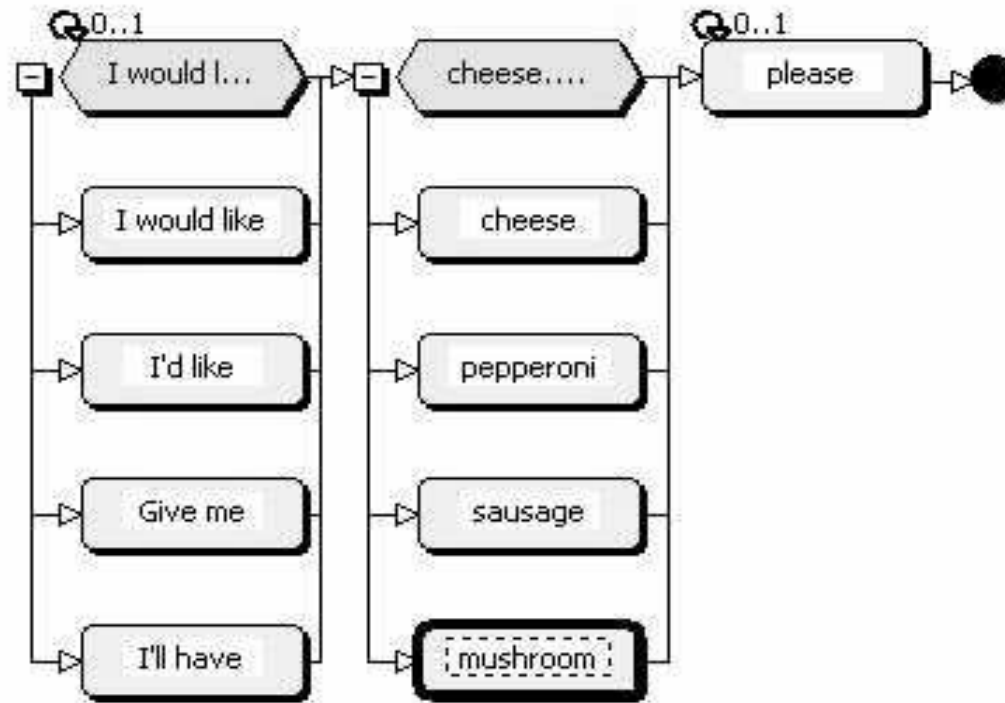 0..1
0..1
I would l...
cheese....
please
I would like
cheese
I'd like
pepperoni
Give me
sausage
I'll have
mushroom